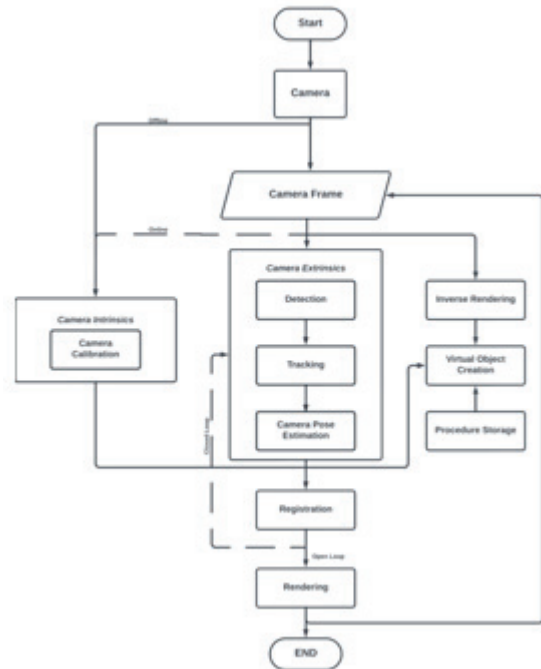 Start
Camera
Offline
Camera Frame
Online
Camera Extrinsics
Detection
Inverse Rendering
Camera Intrinsics
Camera
Calibration
Tracking
Virtual Object
Creation
Closed Loop
Camera Pose
Estimation
Procedure Storage
Registration
Open Loop
Rendering
END